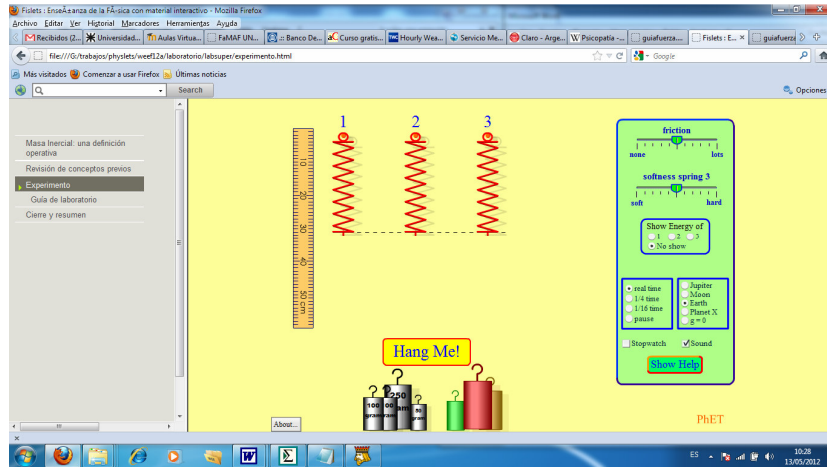 Fislets : EnseÃ±anza de la FÃ­sica con material interactivo - Mozilla Firefox
Archivo Editar Ver Historial Marcadores Herramientas Ayuda
Recibidos (2... Universidad... Aulas Virtua... FaMAF UN... .:: Banco De... Curso gratis... Hourly Wea... Servicio Me... Claro - Arge... Psicopatía -... guiafuerza.... Fislets : E... guiafuerza
file:///G:/trabajos/physlets/weef12a/laboratorio/labsuper/experimento.html
Google
Más visitados Comenzar a usar Firefox Últimas noticias
Search
Opciones
Masa Inercial: una definición
operativa
Revisión de conceptos previos
Experimento
Guía de laboratorio
Cierre y resumen
1 2 3
10
20
30
40
50 cm
friction
none lots
softness spring 3
soft hard
Show Energy of
1 2 3
No show
real time
1/4 time
1/16 time
pause
Jupiter
Moon
Earth
Planet X
g = 0
Stopwatch Sound
Show Help
Hang Me!
250
100
50
About...
PhET
ES
10:28
13/05/2012